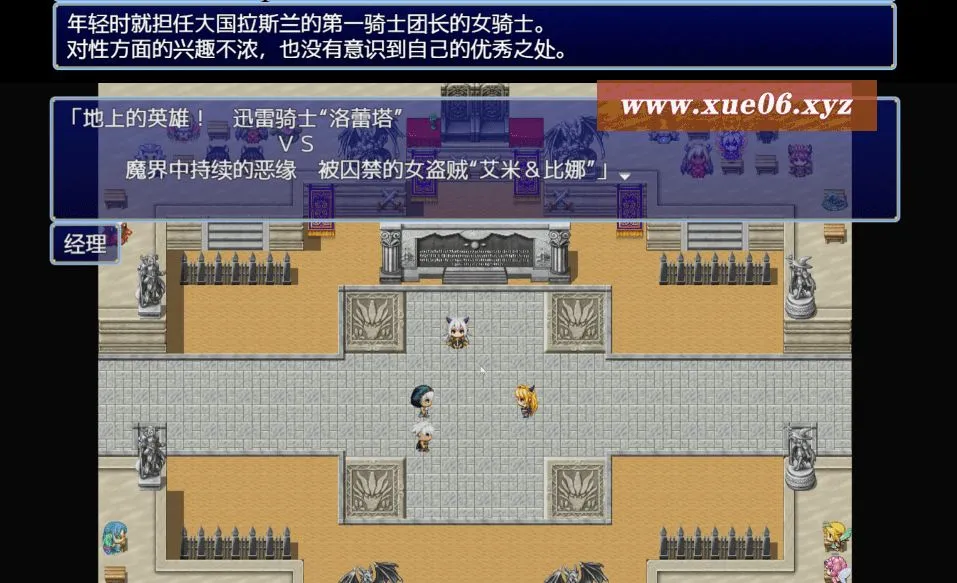 年轻时就担任大国拉斯兰的第一骑士团长的女骑士。
对性方面的兴趣不浓，也没有意识到自己的优秀之处。
www.xue06.xyz
「地上的英雄！　迅雷骑士“洛蕾塔”
ＶＳ
魔界中持续的恶缘　被囚禁的女盗贼“艾米＆比娜”」
经理